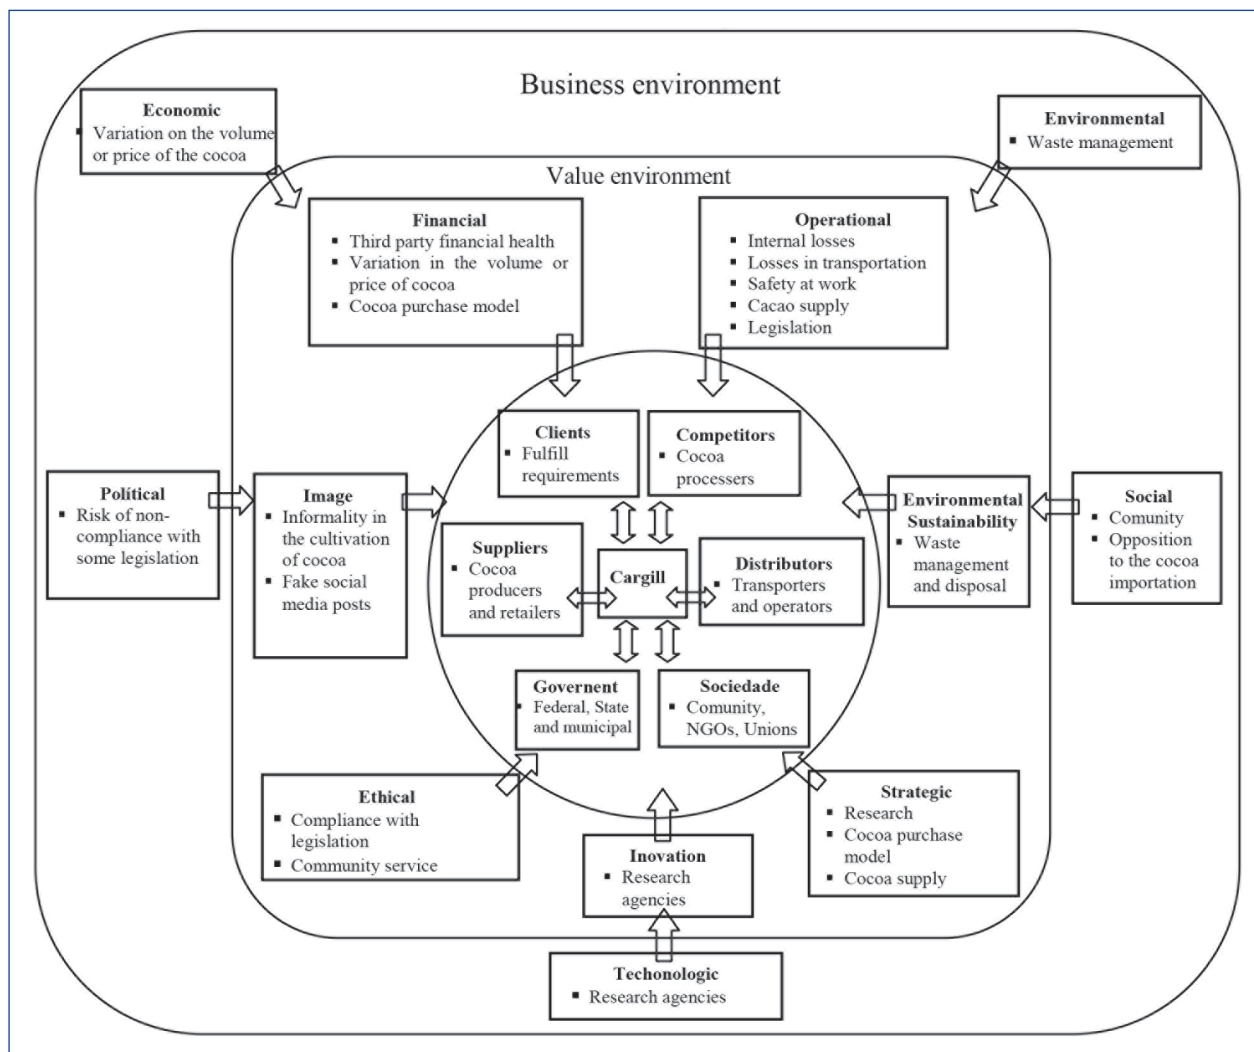 Business environment
Economic
▪ Variation on the volume
or price of the cocoa
Environmental
▪ Waste management
Value environment
Financial
▪ Third party financial health
▪ Variation in the volume or
price of cocoa
▪ Cocoa purchase model
Operational
▪ Internal losses
▪ Losses in transportation
▪ Safety at work
▪ Cacao supply
▪ Legislation
Clients
▪ Fulfill
requirements
Competitors
▪ Cocoa
processers
Polítical
▪ Risk of non-
compliance with
some legislation
Image
▪ Informality in
the cultivation
of cocoa
▪ Fake social
media posts
Suppliers
▪ Cocoa
producers
and retailers
Cargill
Distributors
▪ Transporters
and operators
Environmental
Sustainability
▪ Waste
management
and disposal
Social
▪ Comunity
▪ Opposition
to the cocoa
importation
Governent
▪ Federal, State
and municipal
Sociedade
▪ Comunity,
NGOs, Unions
Ethical
▪ Compliance with
legislation
▪ Community service
Inovation
▪ Research
agencies
Strategic
▪ Research
▪ Cocoa purchase
model
▪ Cocoa supply
Techonologic
▪ Research agencies